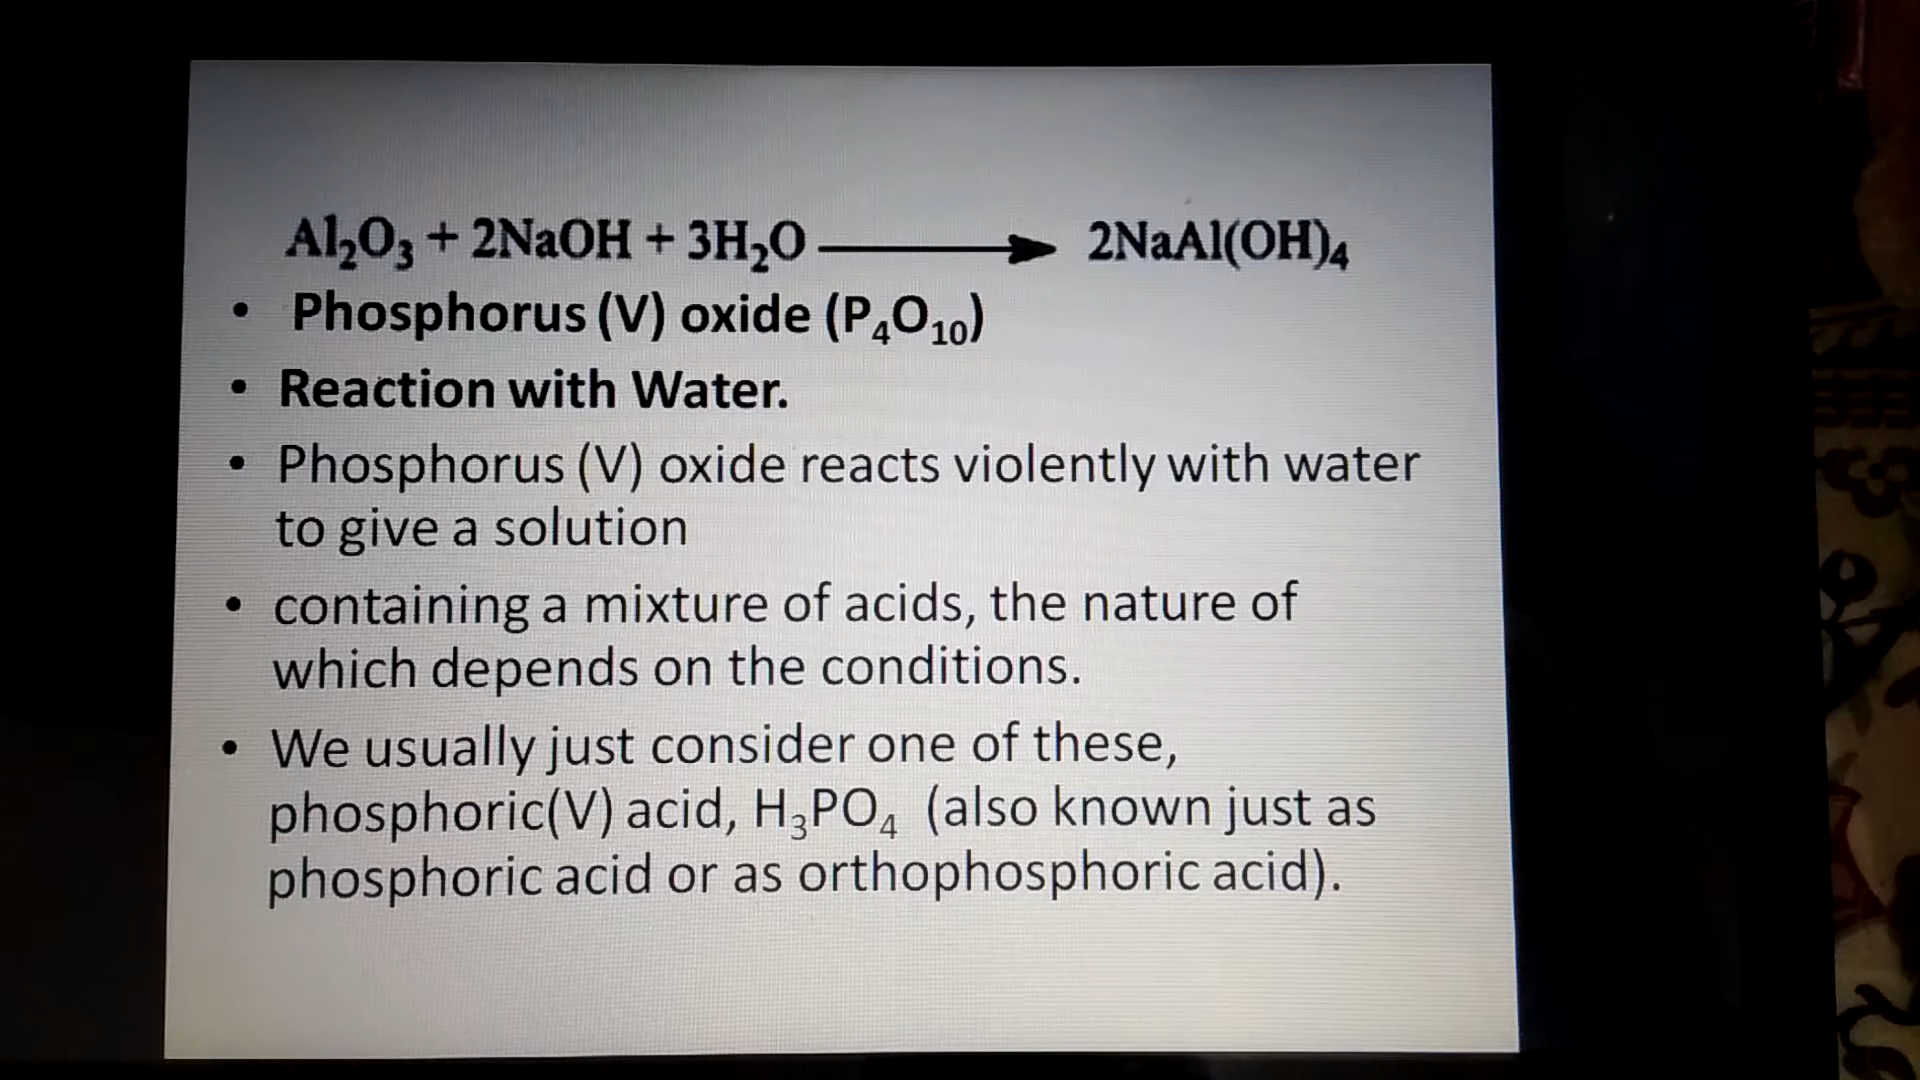 Al₂O₃ + 2NaOH + 3H₂O ⟶ 2NaAl(OH)₄
• Phosphorus (V) oxide (P₄O₁₀)
• Reaction with Water.
• Phosphorus (V) oxide reacts violently with water
to give a solution
• containing a mixture of acids, the nature of
which depends on the conditions.
• We usually just consider one of these,
phosphoric(V) acid, H₃PO₄ (also known just as
phosphoric acid or as orthophosphoric acid).